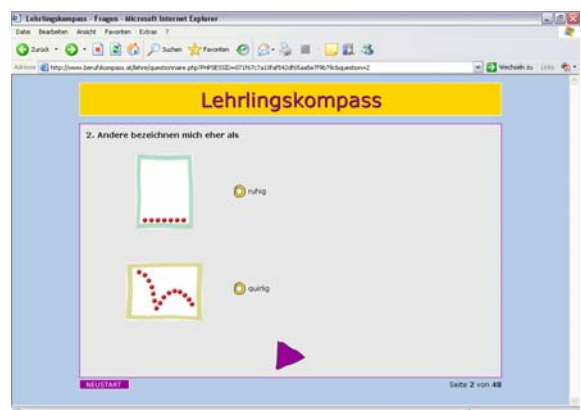 Lehrlingskompass - Fragen - Microsoft Internet Explorer
Datei Bearbeiten Ansicht Favoriten Extras ?
Zurück Suchen Favoriten
Adresse Wechseln zu Links
Lehrlingskompass
2. Andere bezeichnen mich eher als
ruhig
quirlig
NEUSTART Seite 2 von 48